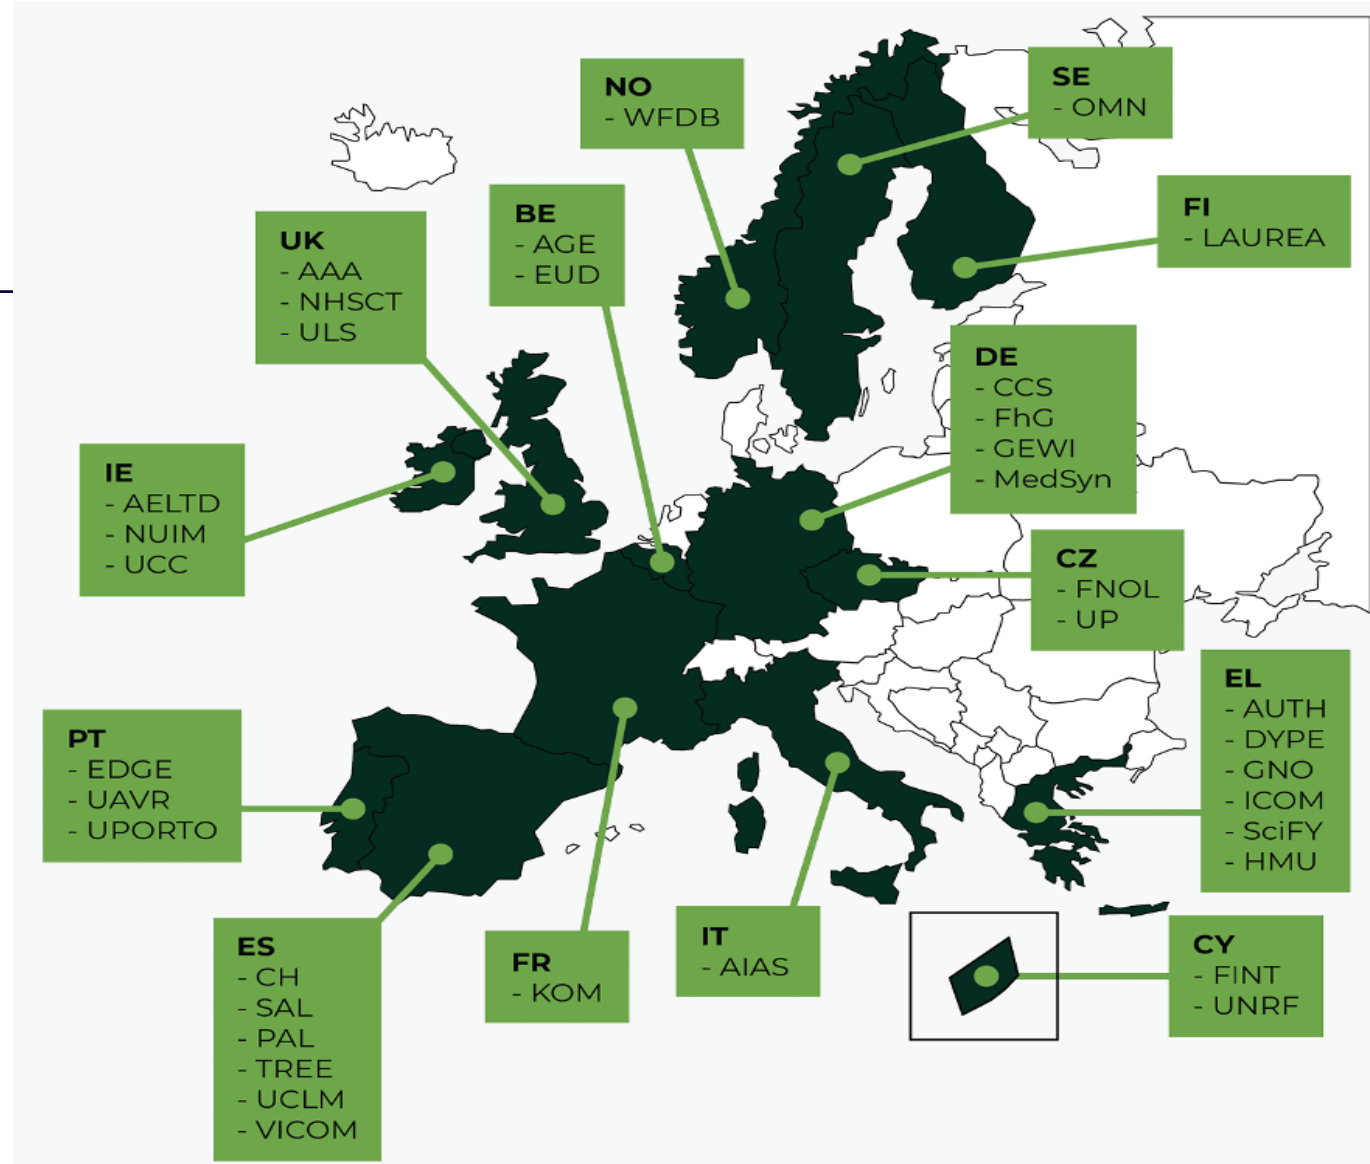 NO
- WFDB
SE
- OMN
UK
- AAA
- NHSCT
- ULS
BE
- AGE
- EUD
FI
- LAUREA
DE
- CCS
- FhG
- GEWI
- MedSyn
IE
- AELTD
- NUIM
- UCC
CZ
- FNOL
- UP
EL
- AUTH
- DYPE
- GNO
- ICOM
- SciFY
- HMU
PT
- EDGE
- UAVR
- UPORTO
ES
- CH
- SAL
- PAL
- TREE
- UCLM
- VICOM
FR
- KOM
IT
- AIAS
CY
- FINT
- UNRF